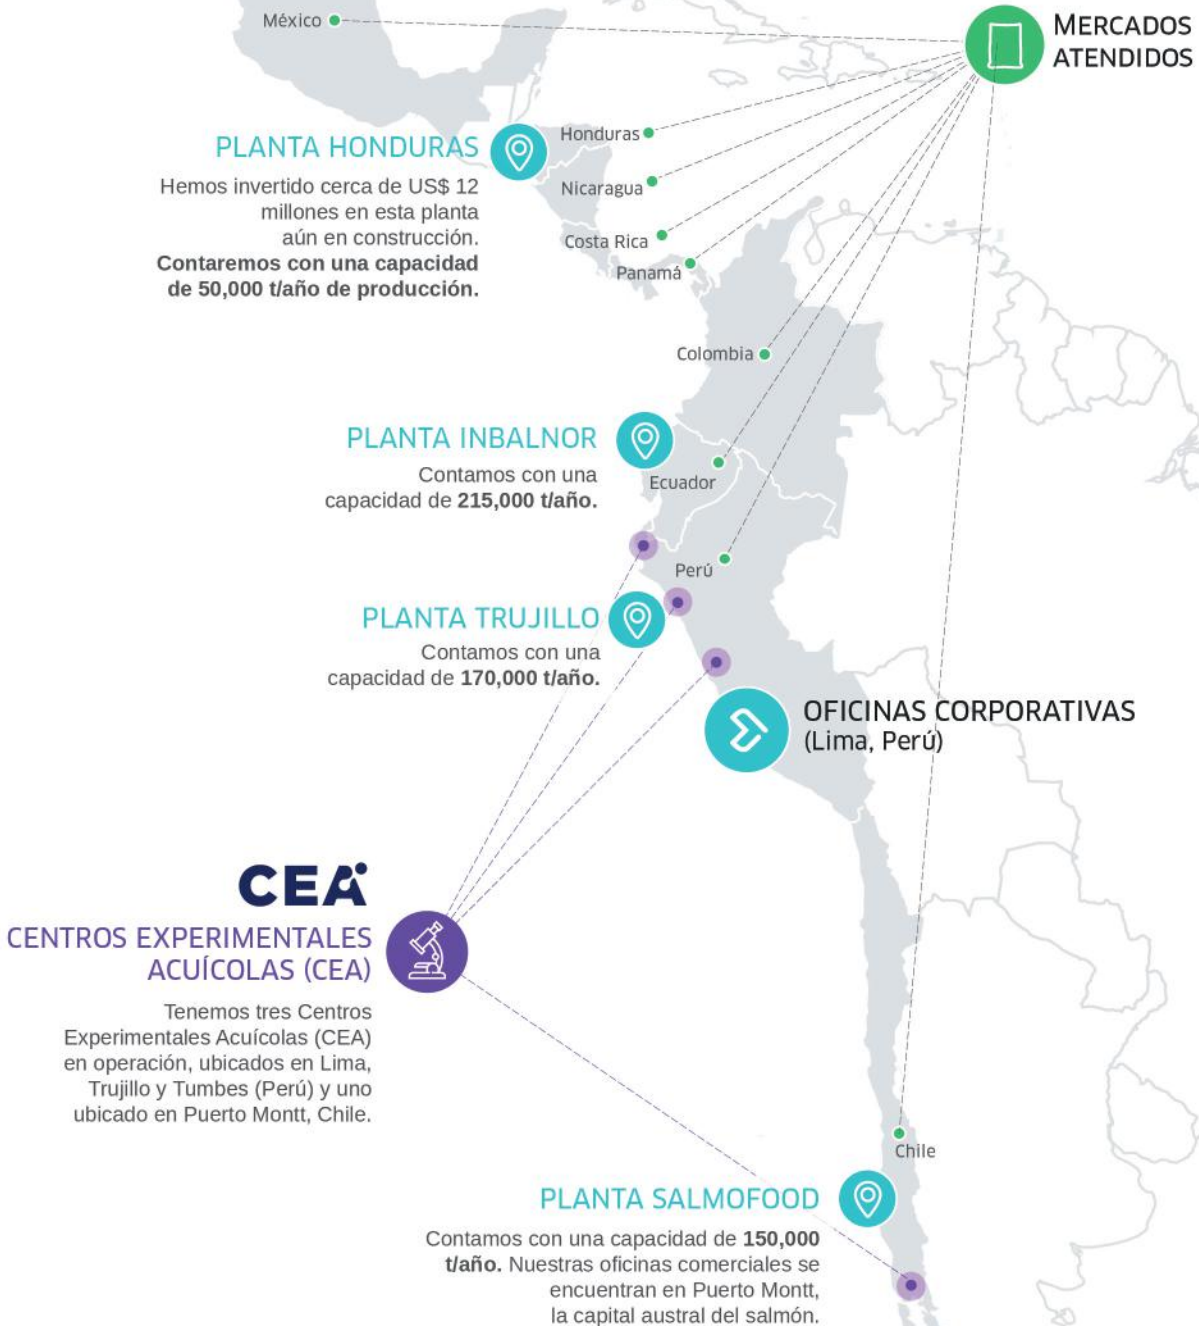 México
MERCADOS
ATENDIDOS
Honduras
PLANTA HONDURAS
Hemos invertido cerca de US$ 12
millones en esta planta
aún en construcción.
Contaremos con una capacidad
de 50,000 t/año de producción.
Nicaragua
Costa Rica
Panamá
Colombia
PLANTA INBALNOR
Contamos con una
capacidad de 215,000 t/año.
Ecuador
Perú
PLANTA TRUJILLO
Contamos con una
capacidad de 170,000 t/año.
OFICINAS CORPORATIVAS
(Lima, Perú)
CEA
CENTROS EXPERIMENTALES
ACUÍCOLAS (CEA)
Tenemos tres Centros
Experimentales Acuícolas (CEA)
en operación, ubicados en Lima,
Trujillo y Tumbes (Perú) y uno
ubicado en Puerto Montt, Chile.
Chile
PLANTA SALMOFOOD
Contamos con una capacidad de 150,000
t/año. Nuestras oficinas comerciales se
encuentran en Puerto Montt,
la capital austral del salmón.